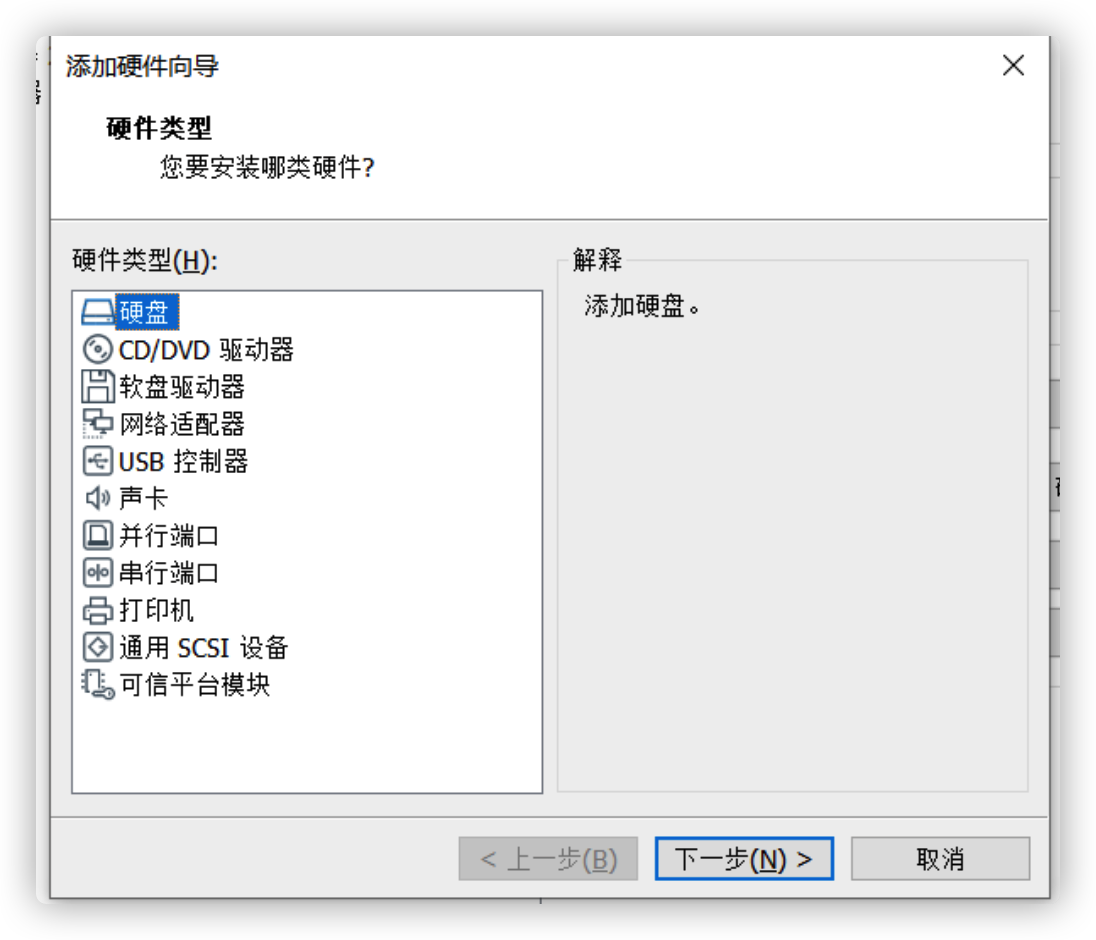 添加硬件向导
硬件类型
您要安装哪类硬件?
硬件类型(H):
硬盘
CD/DVD 驱动器
软盘驱动器
网络适配器
USB 控制器
声卡
并行端口
串行端口
打印机
通用 SCSI 设备
可信平台模块
解释
添加硬盘。
< 上一步(B)
下一步(N) >
取消